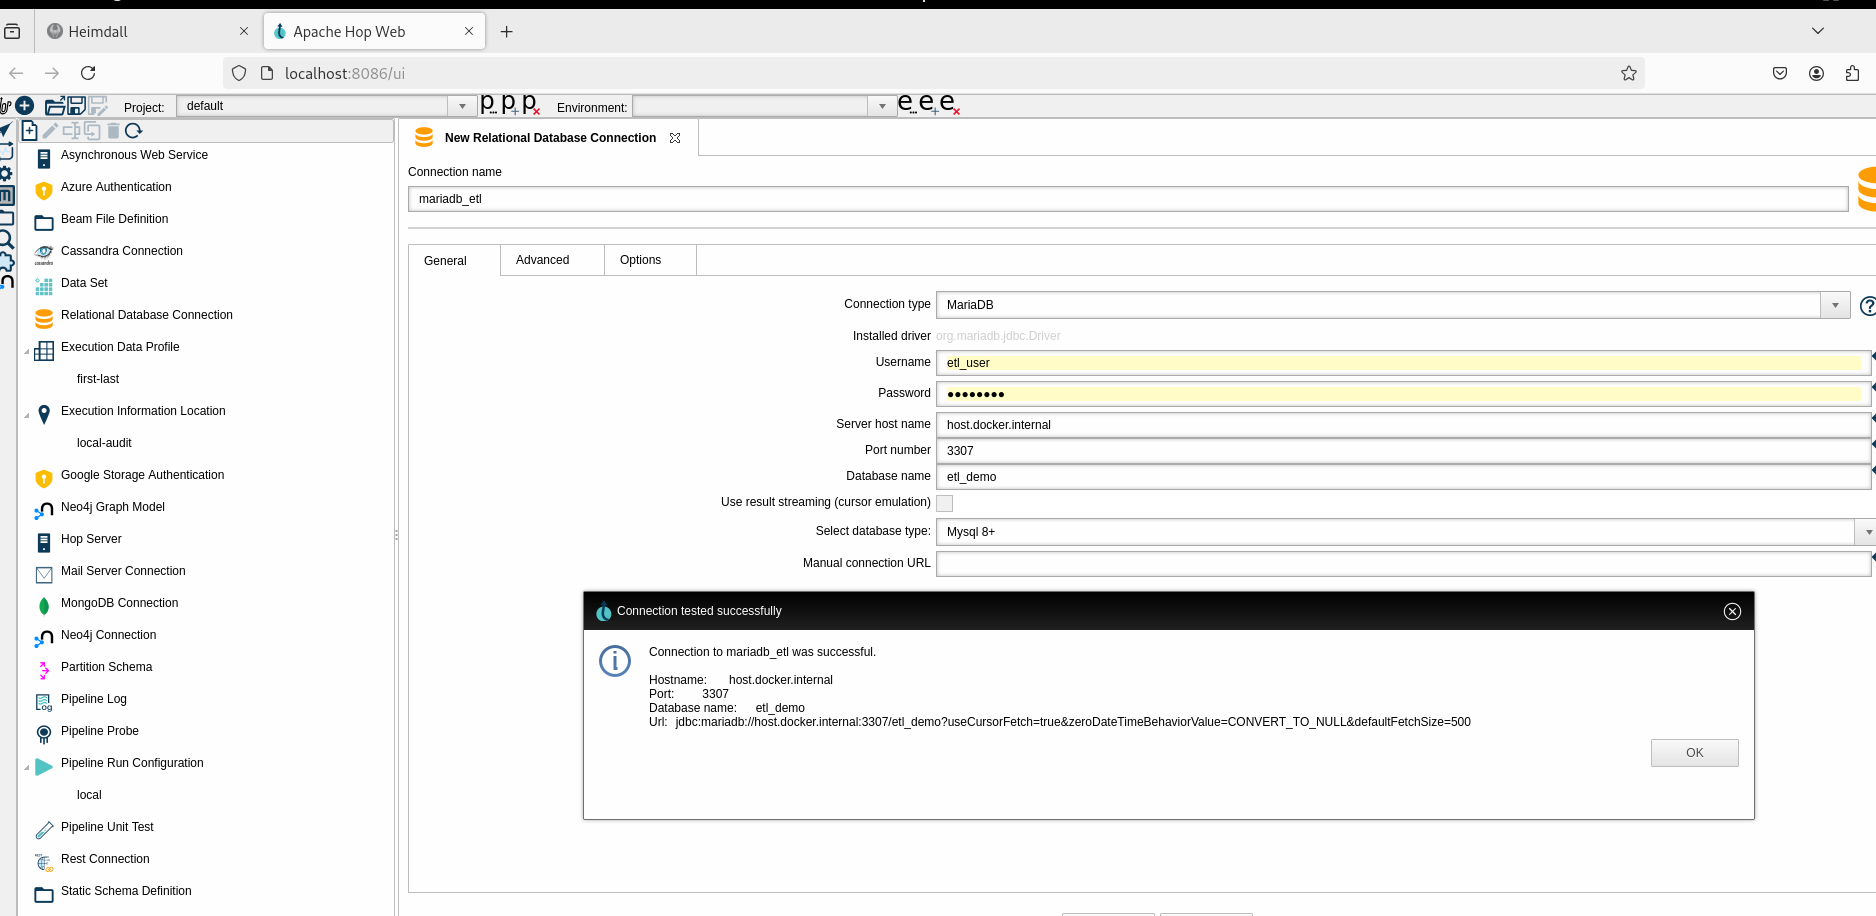 Heimdall
Apache Hop Web
localhost:8086/ui
Project: default
p p p
Environment:
e e e
New Relational Database Connection
Asynchronous Web Service
Azure Authentication
Beam File Definition
Cassandra Connection
Data Set
Relational Database Connection
Execution Data Profile
first-last
Execution Information Location
local-audit
Google Storage Authentication
Neo4j Graph Model
Hop Server
Mail Server Connection
MongoDB Connection
Neo4j Connection
Partition Schema
Pipeline Log
Pipeline Probe
Pipeline Run Configuration
local
Pipeline Unit Test
Rest Connection
Static Schema Definition
Connection name
mariadb_etl
General Advanced Options
Connection type MariaDB
Installed driver org.mariadb.jdbc.Driver
Username etl_user
Password ●●●●●●●●
Server host name host.docker.internal
Port number 3307
Database name etl_demo
Use result streaming (cursor emulation)
Select database type: Mysql 8+
Manual connection URL
Connection tested successfully
Connection to mariadb_etl was successful.
Hostname: host.docker.internal
Port: 3307
Database name: etl_demo
Url: jdbc:mariadb://host.docker.internal:3307/etl_demo?useCursorFetch=true&zeroDateTimeBehaviorValue=CONVERT_TO_NULL&defaultFetchSize=500
OK